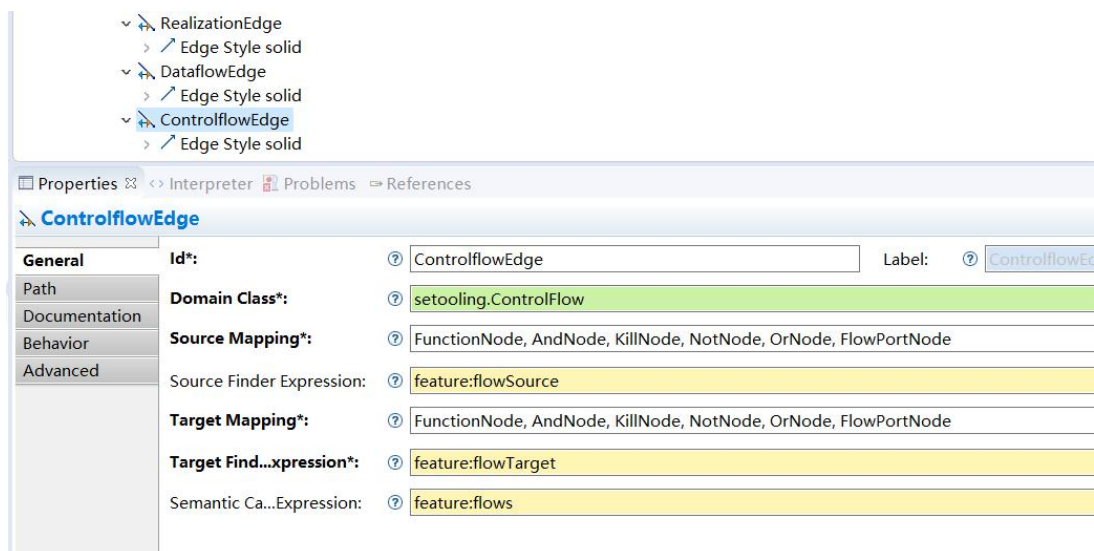 RealizationEdge
Edge Style solid
DataflowEdge
Edge Style solid
ControlflowEdge
Edge Style solid
Properties Interpreter Problems References
ControlflowEdge
General
Path
Documentation
Behavior
Advanced
Id*: ControlflowEdge Label: ControlflowEd
Domain Class*: setooling.ControlFlow
Source Mapping*: FunctionNode, AndNode, KillNode, NotNode, OrNode, FlowPortNode
Source Finder Expression: feature:flowSource
Target Mapping*: FunctionNode, AndNode, KillNode, NotNode, OrNode, FlowPortNode
Target Find...xpression*: feature:flowTarget
Semantic Ca...Expression: feature:flows